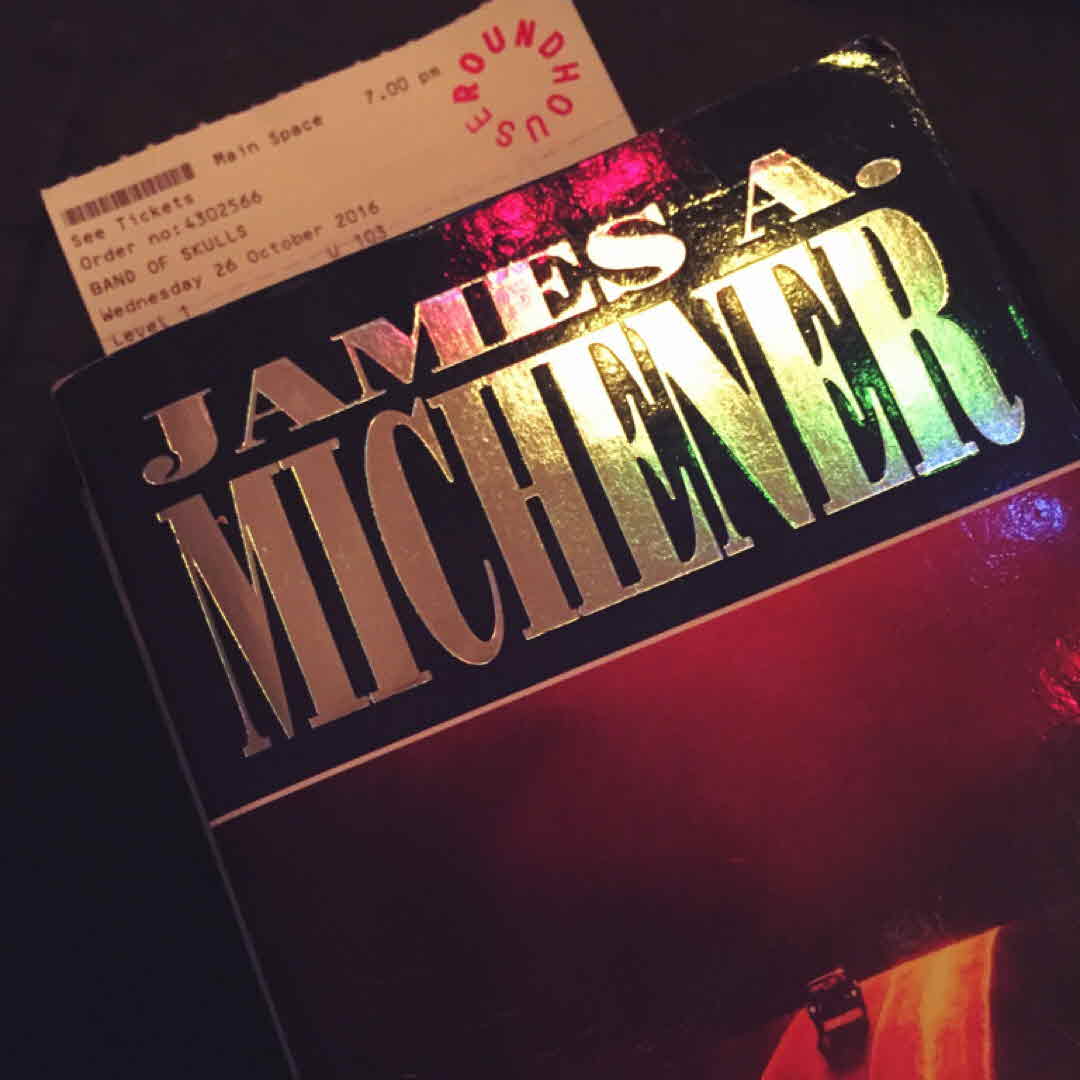 ROUNDHOUSE
Main Space 7.00 pm
See Tickets
Order no:4302566
BAND OF SKULLS
Wednesday 26 October 2016
Level 1 U 103
JAMES A.
MICHENER